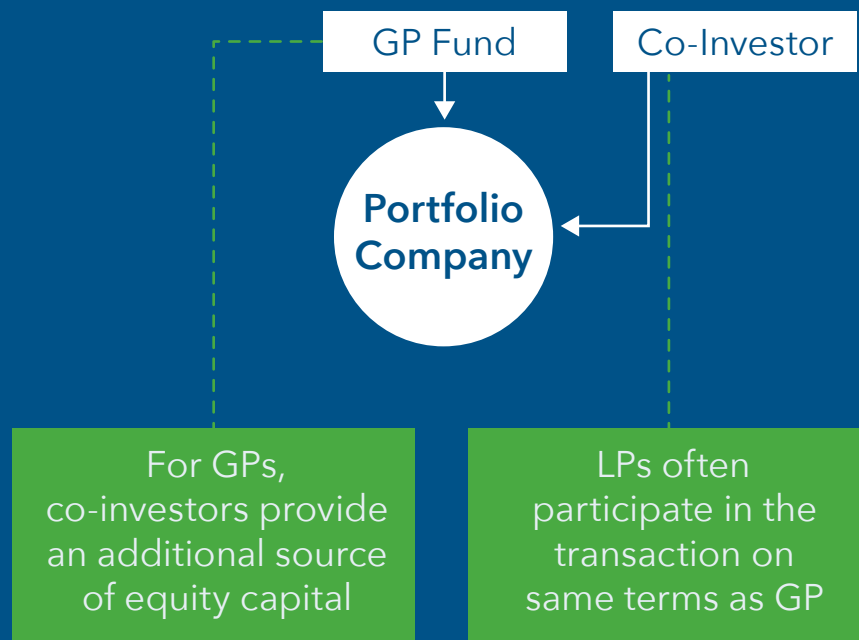 GP Fund
Co-Investor
Portfolio
Company
For GPs,
co-investors provide
an additional source
of equity capital
LPs often
participate in the
transaction on
same terms as GP